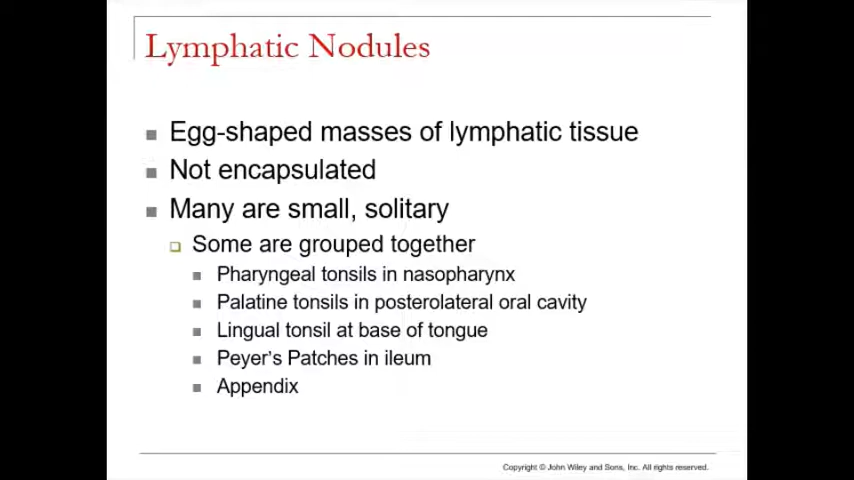 Lymphatic Nodules
Egg-shaped masses of lymphatic tissue
Not encapsulated
Many are small, solitary
Some are grouped together
Pharyngeal tonsils in nasopharynx
Palatine tonsils in posterolateral oral cavity
Lingual tonsil at base of tongue
Peyer's Patches in ileum
Appendix
Copyright © John Wiley and Sons, Inc. All rights reserved.